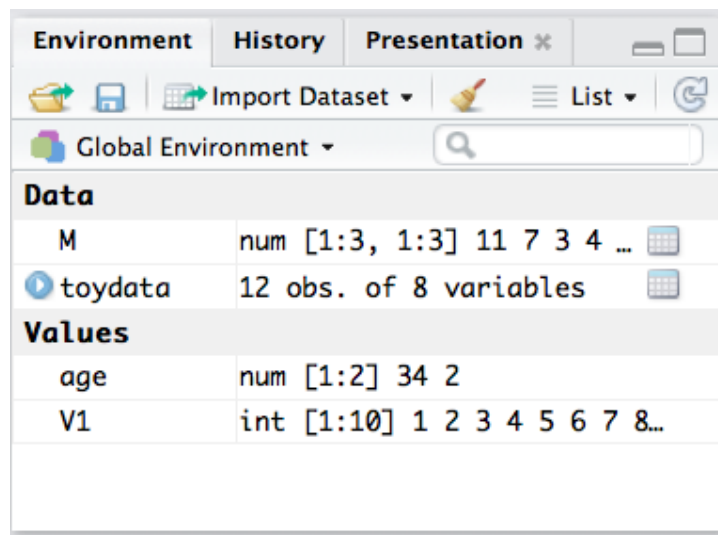 Environment History Presentation
Import Dataset List
Global Environment
Data
M num [1:3, 1:3] 11 7 3 4 …
toydata 12 obs. of 8 variables
Values
age num [1:2] 34 2
V1 int [1:10] 1 2 3 4 5 6 7 8…